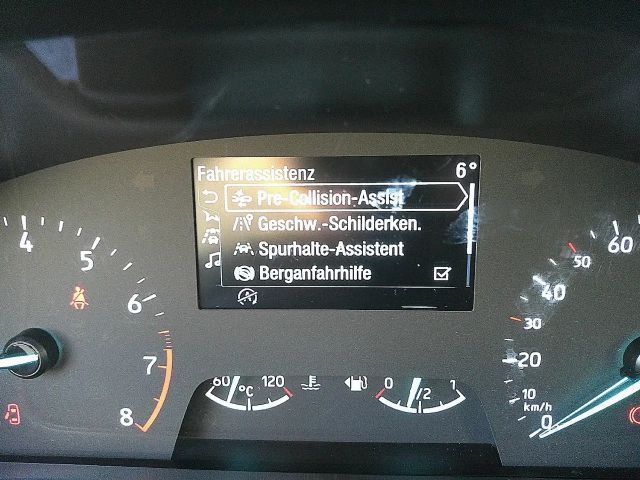 Fahrerassistenz 6°
Pre-Collision-Assist
Geschw.-Schilderken.
Spurhalte-Assistent
Berganfahrhilfe
4
5
6
7
8
60 °C 120
0 1/2 1
60
50
40
30
20
10
km/h
0